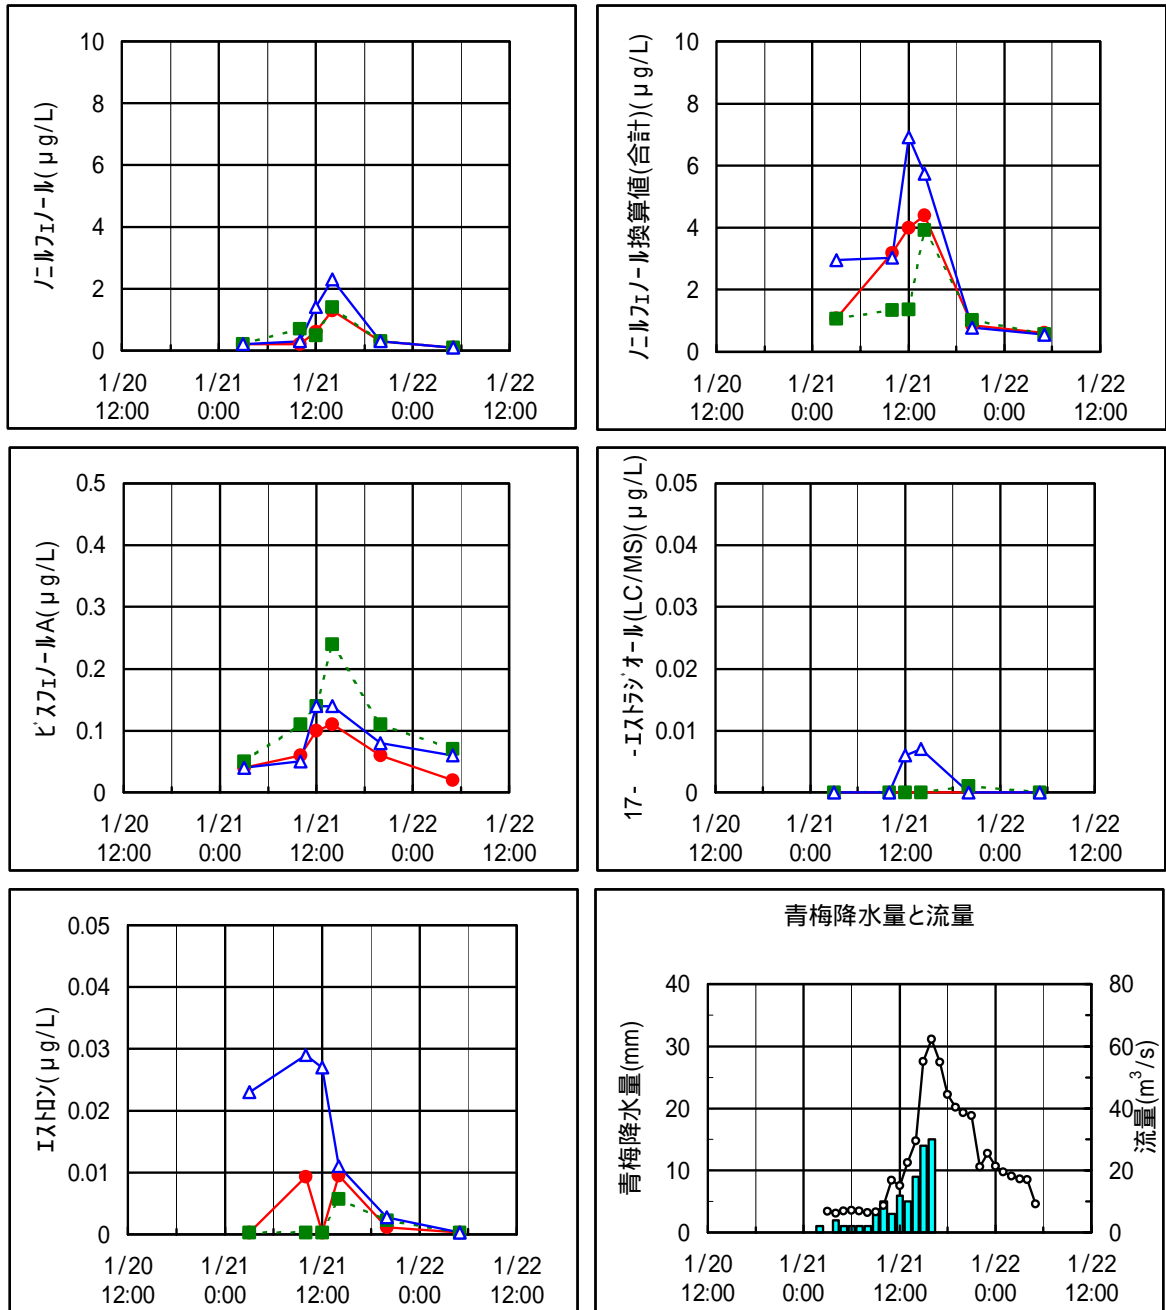 ノニルフェノール(μg/L)
10
8
6
4
2
0
1/20 1/21 1/21 1/22 1/22
12:00 0:00 12:00 0:00 12:00
ノニルフェノール換算値(合計)(μg/L)
10
8
6
4
2
0
1/20 1/21 1/21 1/22 1/22
12:00 0:00 12:00 0:00 12:00
ビスフェノールA(μg/L)
0.5
0.4
0.3
0.2
0.1
0
1/20 1/21 1/21 1/22 1/22
12:00 0:00 12:00 0:00 12:00
17- -エストラジオール(LC/MS)(μg/L)
0.05
0.04
0.03
0.02
0.01
0
1/20 1/21 1/21 1/22 1/22
12:00 0:00 12:00 0:00 12:00
エストロン(μg/L)
0.05
0.04
0.03
0.02
0.01
0
1/20 1/21 1/21 1/22 1/22
12:00 0:00 12:00 0:00 12:00
青梅降水量と流量
青梅降水量(mm)
40
30
20
10
0
80
60
40
20
0
流量(m³/s)
1/20 1/21 1/21 1/22 1/22
12:00 0:00 12:00 0:00 12:00